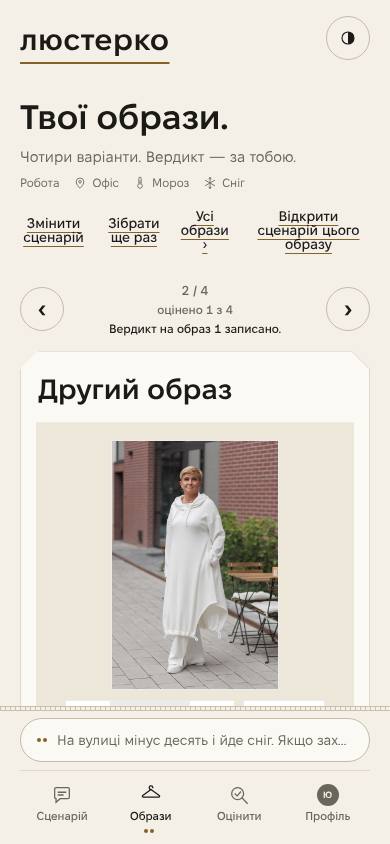 люстерко
Твої образи.
Чотири варіанти. Вердикт — за тобою.
Робота Офіс Мороз Сніг
Змінити сценарій
Зібрати ще раз
Усі образи ›
Відкрити сценарій цього образу
‹
2 / 4
оцінено 1 з 4
Вердикт на образ 1 записано.
›
Другий образ
На вулиці мінус десять і йде сніг. Якщо зах...
Сценарій
Образи
Оцінити
Ю
Профіль